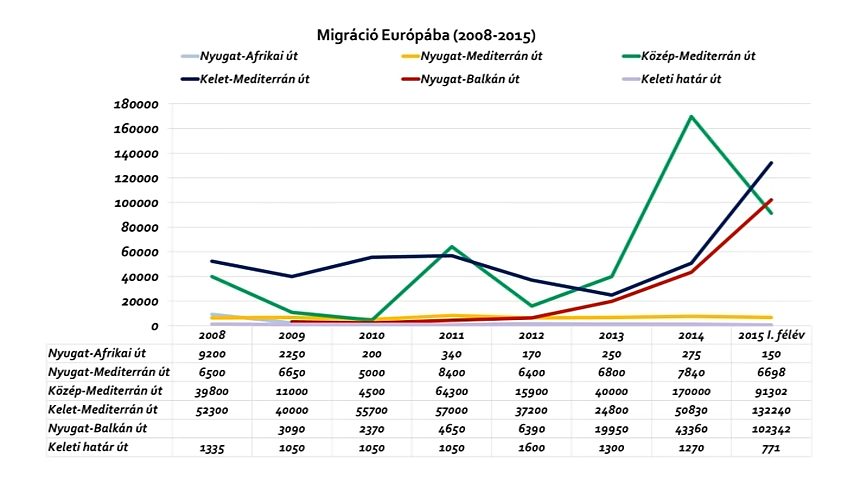 Migráció Európába (2008-2015)
Nyugat-Afrikai út Nyugat-Mediterrán út Közép-Mediterrán út
Kelet-Mediterrán út Nyugat-Balkán út Keleti határ út
180000
160000
140000
120000
100000
80000
60000
40000
20000
0
2008 2009 2010 2011 2012 2013 2014 2015 I. félév
Nyugat-Afrikai út 9200 2250 200 340 170 250 275 150
Nyugat-Mediterrán út 6500 6650 5000 8400 6400 6800 7840 6698
Közép-Mediterrán út 39800 11000 4500 64300 15900 40000 170000 91302
Kelet-Mediterrán út 52300 40000 55700 57000 37200 24800 50830 132240
Nyugat-Balkán út 3090 2370 4650 6390 19950 43360 102342
Keleti határ út 1335 1050 1050 1050 1600 1300 1270 771